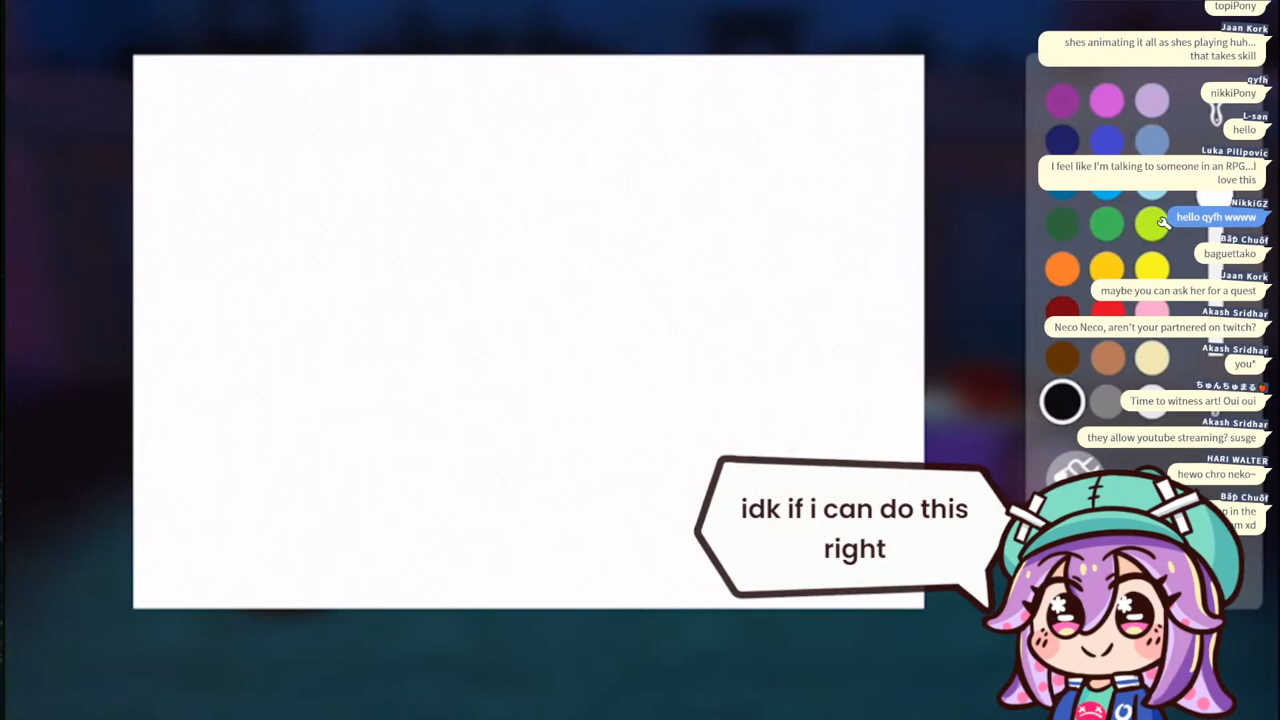 topiPony
Jaan Kork
shes animating it all as shes playing huh...
that takes skill
qyfh
nikkiPony
L-san
hello
Luka Pilipovic
I feel like I'm talking to someone in an RPG...I
love this
NikkiGZ
hello qyfh wwww
Bắp Chuối
baguettako
Jaan Kork
maybe you can ask her for a quest
Akash Sridhar
Neco Neco, aren't your partnered on twitch?
Akash Sridhar
you*
ちゅんちゅまる
Time to witness art! Oui oui
Akash Sridhar
they allow youtube streaming? susge
HARI WALTER
hewo chro neko~
Bắp Chuối
in the
xd
idk if i can do this
right